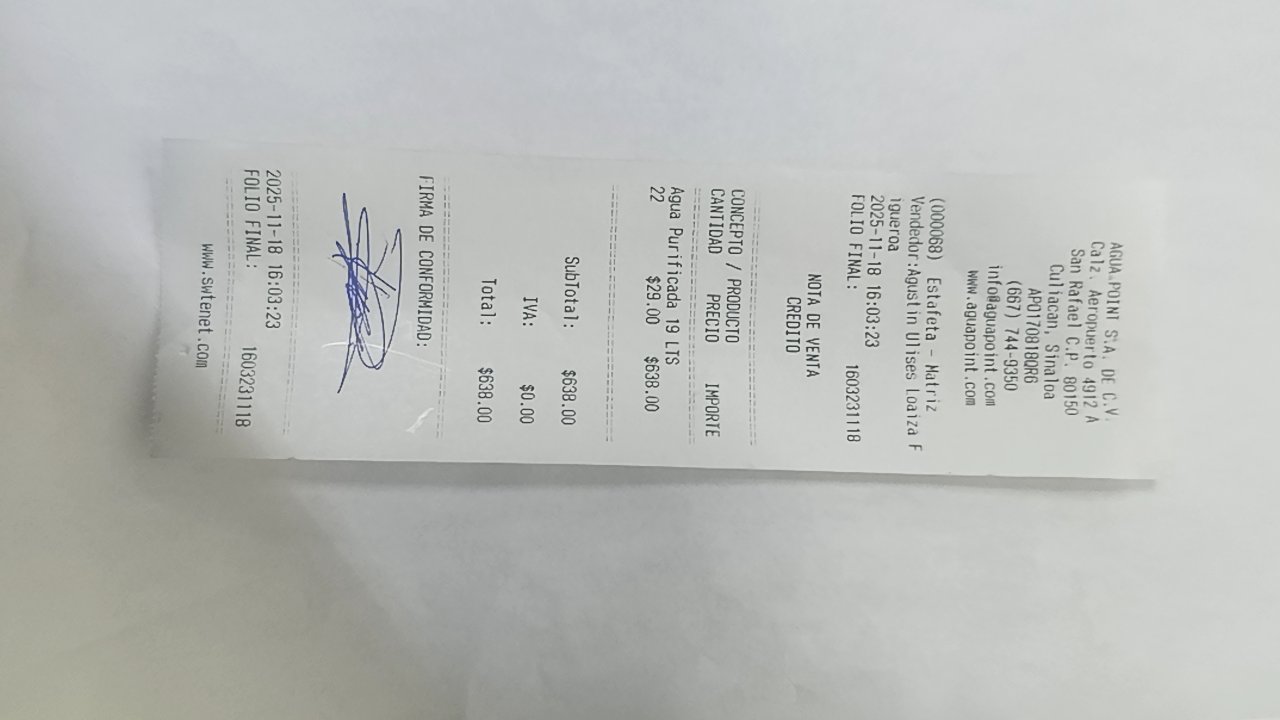 AGUA POINT S.A. DE C.V.
Calz. Aeropuerto 4912 A
San Rafael C.P. 80150
Culiacan, Sinaloa
APO170818QR6
(667) 744-9350
info@aguapoint.com
www.aguapoint.com
(000068) Estafeta - Matriz
Vendedor:Agustin Ulises Loaiza F
igueroa
2025-11-18 16:03:23
FOLIO FINAL: 1603231118
NOTA DE VENTA
CREDITO
CONCEPTO / PRODUCTO
CANTIDAD PRECIO IMPORTE
Agua Purificada 19 LTS
22 $29.00 $638.00
SubTotal: $638.00
IVA: $0.00
Total: $638.00
FIRMA DE CONFORMIDAD:
2025-11-18 16:03:23
FOLIO FINAL: 1603231118
www.swtenet.com